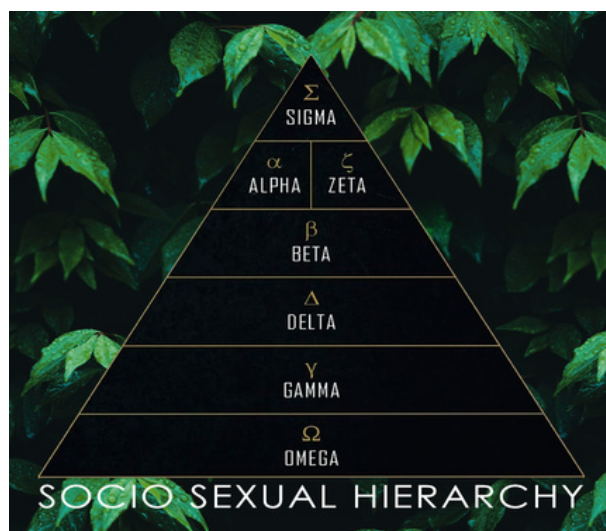 Σ
SIGMA
α ζ
ALPHA ZETA
β
BETA
Δ
DELTA
γ
GAMMA
Ω
OMEGA
SOCIO SEXUAL HIERARCHY